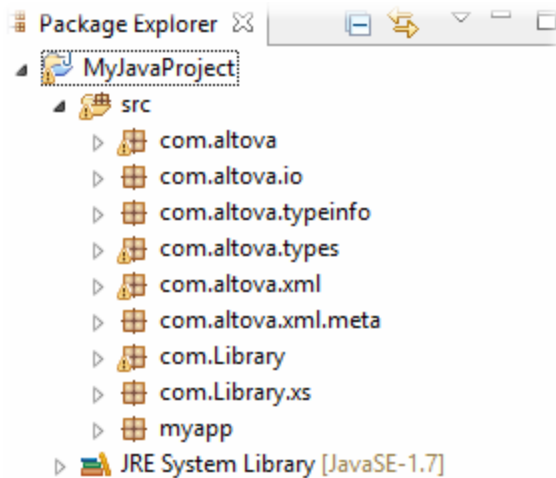 Package Explorer
MyJavaProject
src
com.altova
com.altova.io
com.altova.typeinfo
com.altova.types
com.altova.xml
com.altova.xml.meta
com.Library
com.Library.xs
myapp
JRE System Library [JavaSE-1.7]